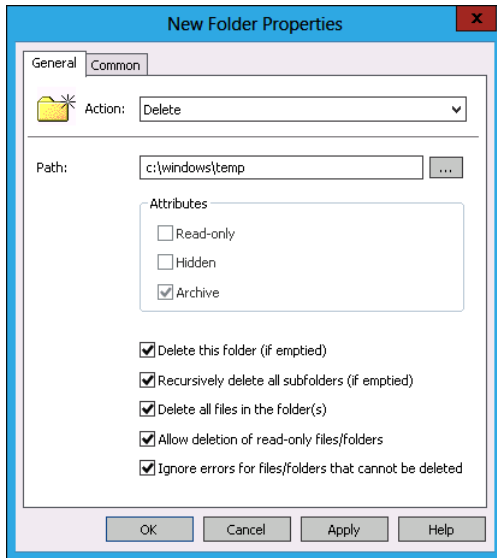 New Folder Properties
x
General Common
Action: Delete
Path: c:\windows\temp ...
Attributes
Read-only
Hidden
Archive
Delete this folder (if emptied)
Recursively delete all subfolders (if emptied)
Delete all files in the folder(s)
Allow deletion of read-only files/folders
Ignore errors for files/folders that cannot be deleted
OK Cancel Apply Help